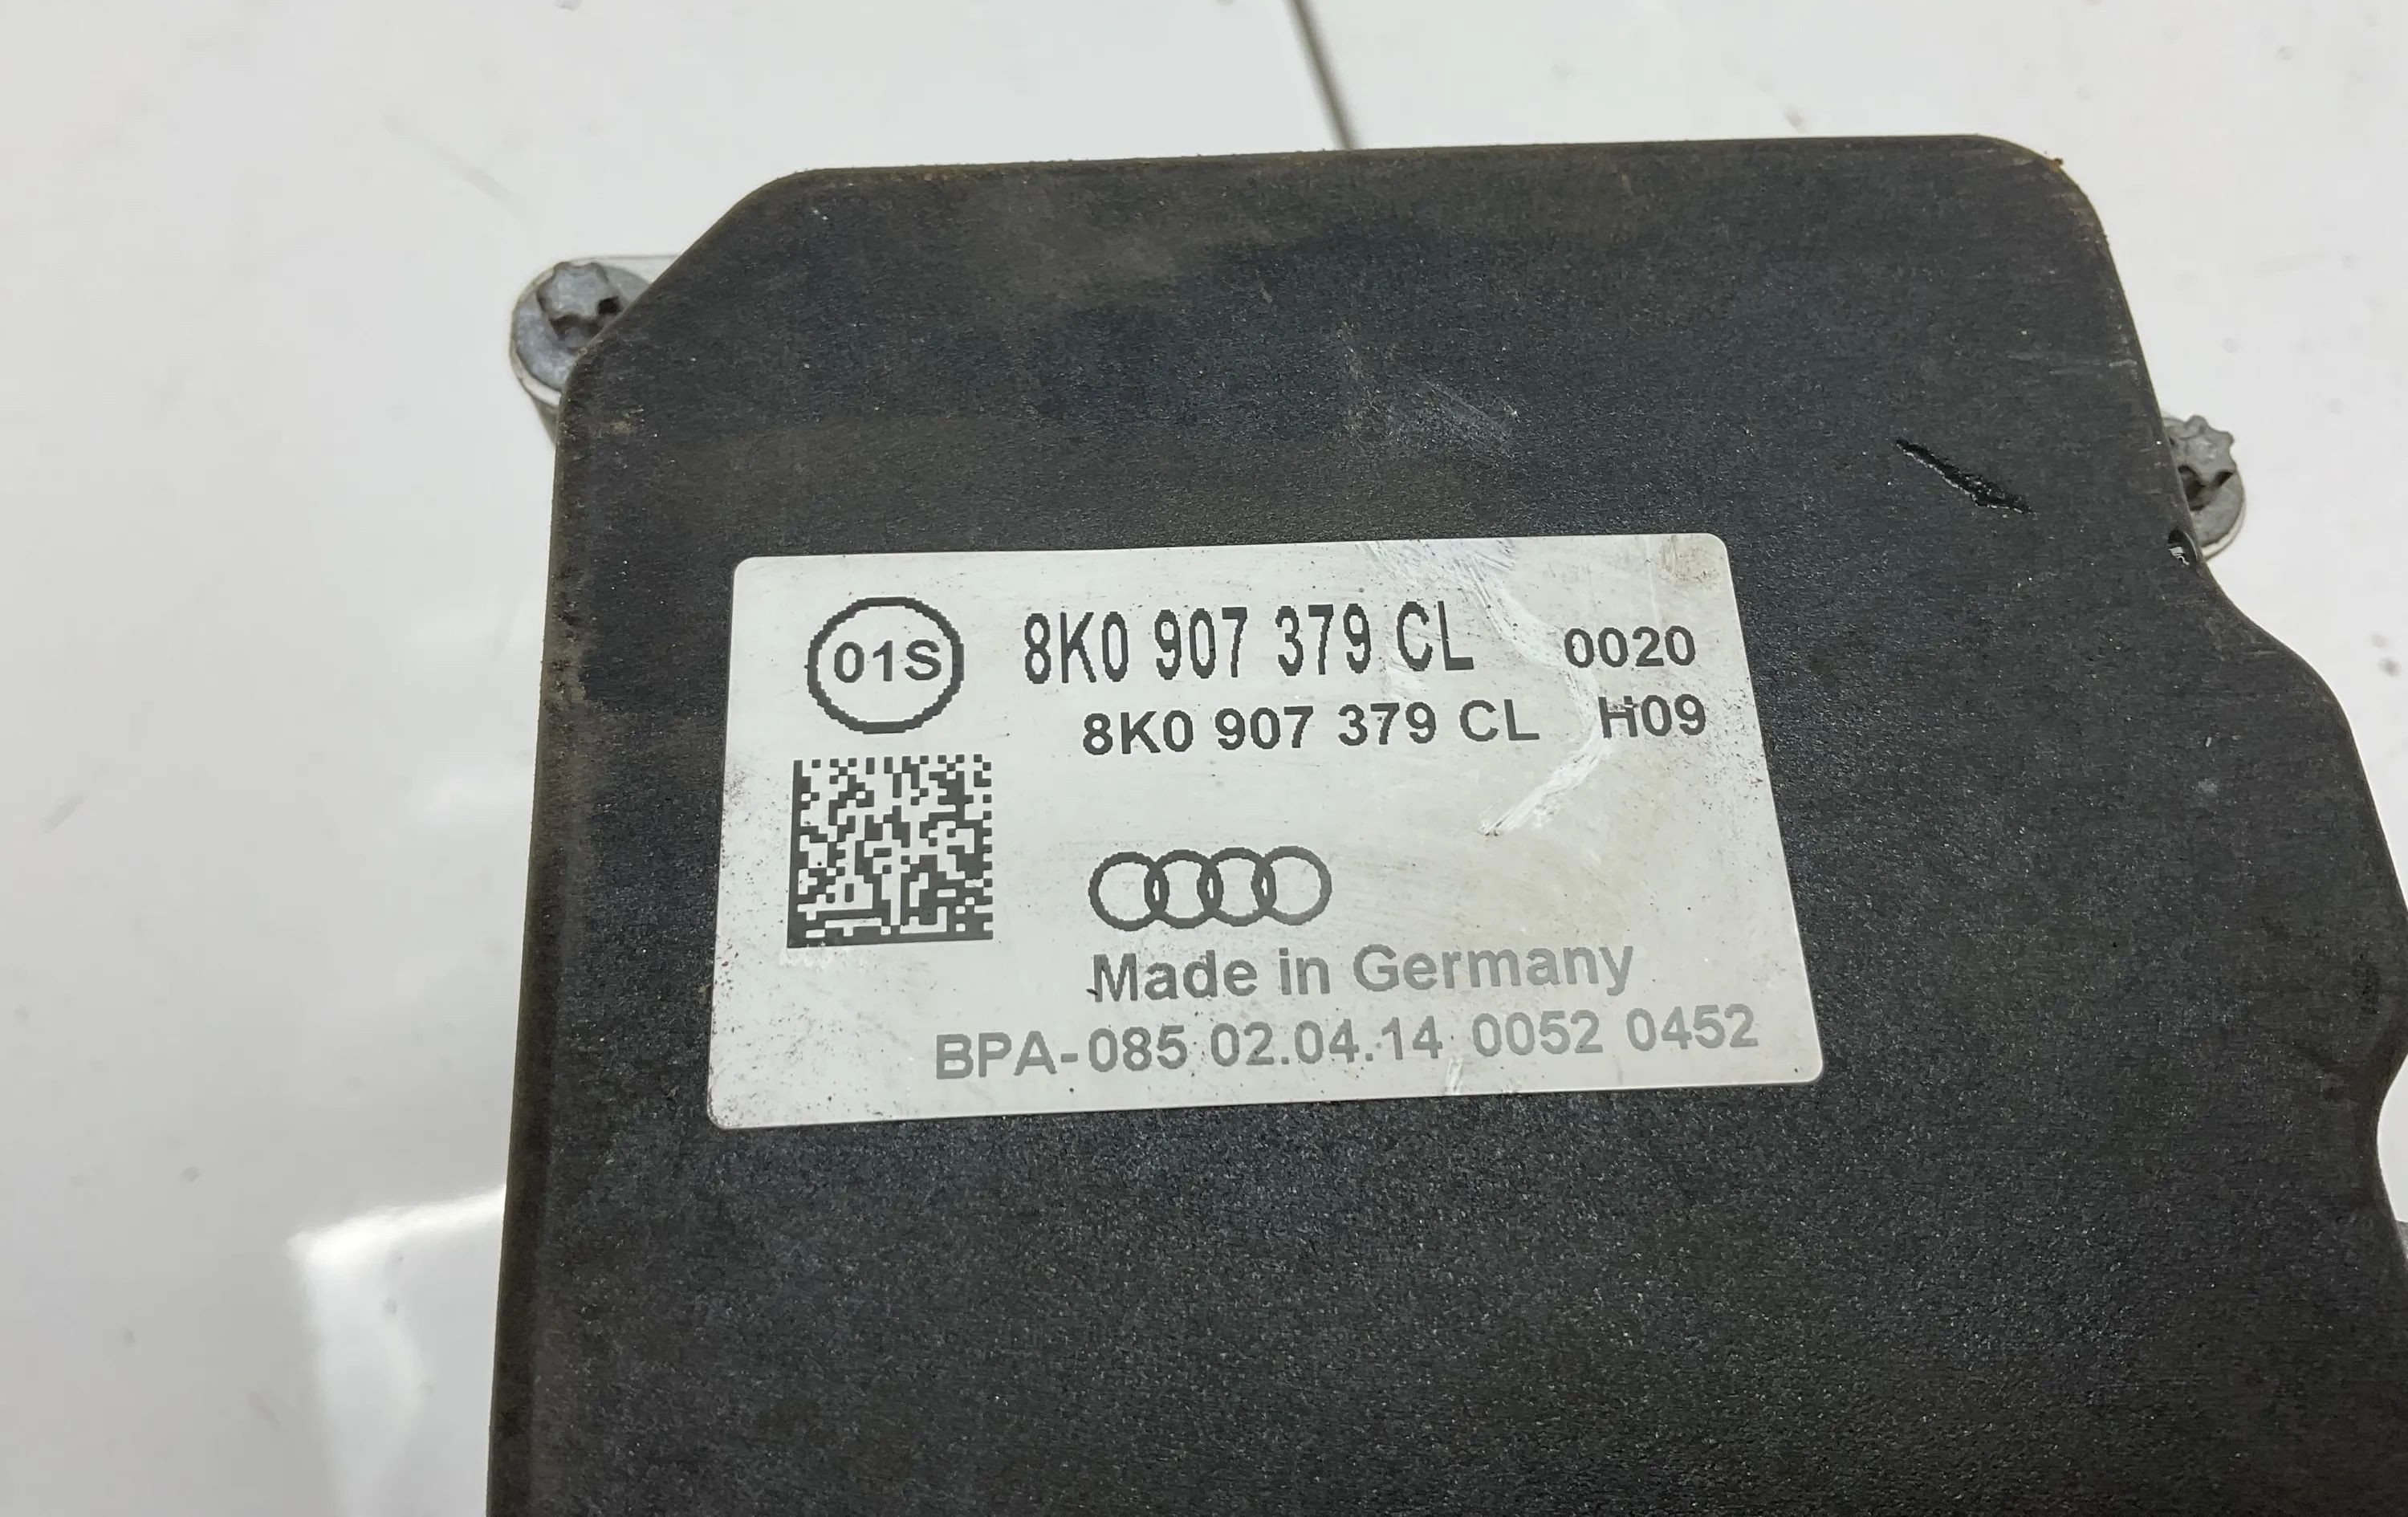 01S 8K0 907 379 CL 0020
8K0 907 379 CL H09
Made in Germany
BPA-085 02.04.14 0052 0452